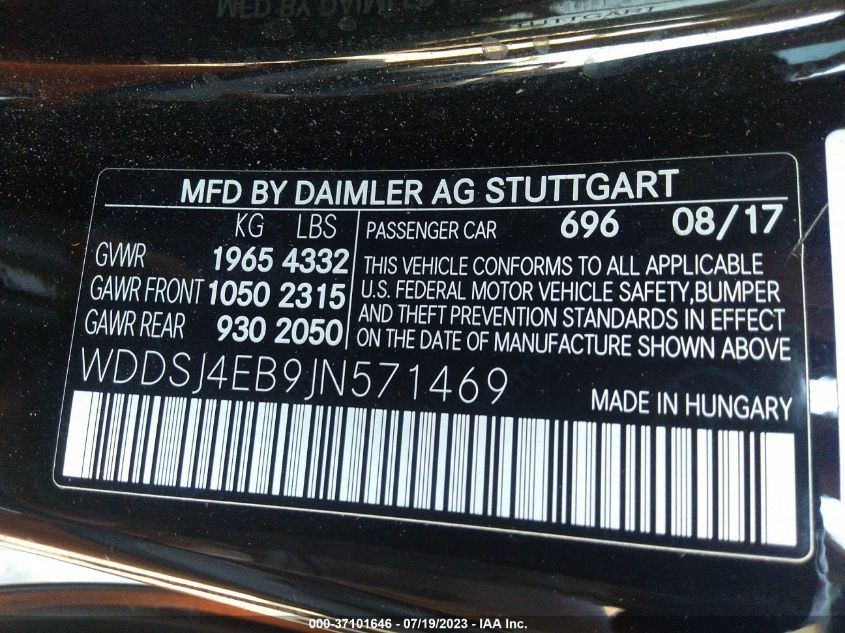 TUTTGART
MFD BY DAIMLER AG STUTTGART
KG LBS
GVWR 1965 4332
GAWR FRONT 1050 2315
GAWR REAR 930 2050
PASSENGER CAR 696 08/17
THIS VEHICLE CONFORMS TO ALL APPLICABLE
U.S. FEDERAL MOTOR VEHICLE SAFETY,BUMPER
AND THEFT PREVENTION STANDARDS IN EFFECT
ON THE DATE OF MANUFACTURE SHOWN ABOVE
WDDSJ4EB9JN571469
MADE IN HUNGARY
000-37101646 - 07/19/2023 - IAA Inc.